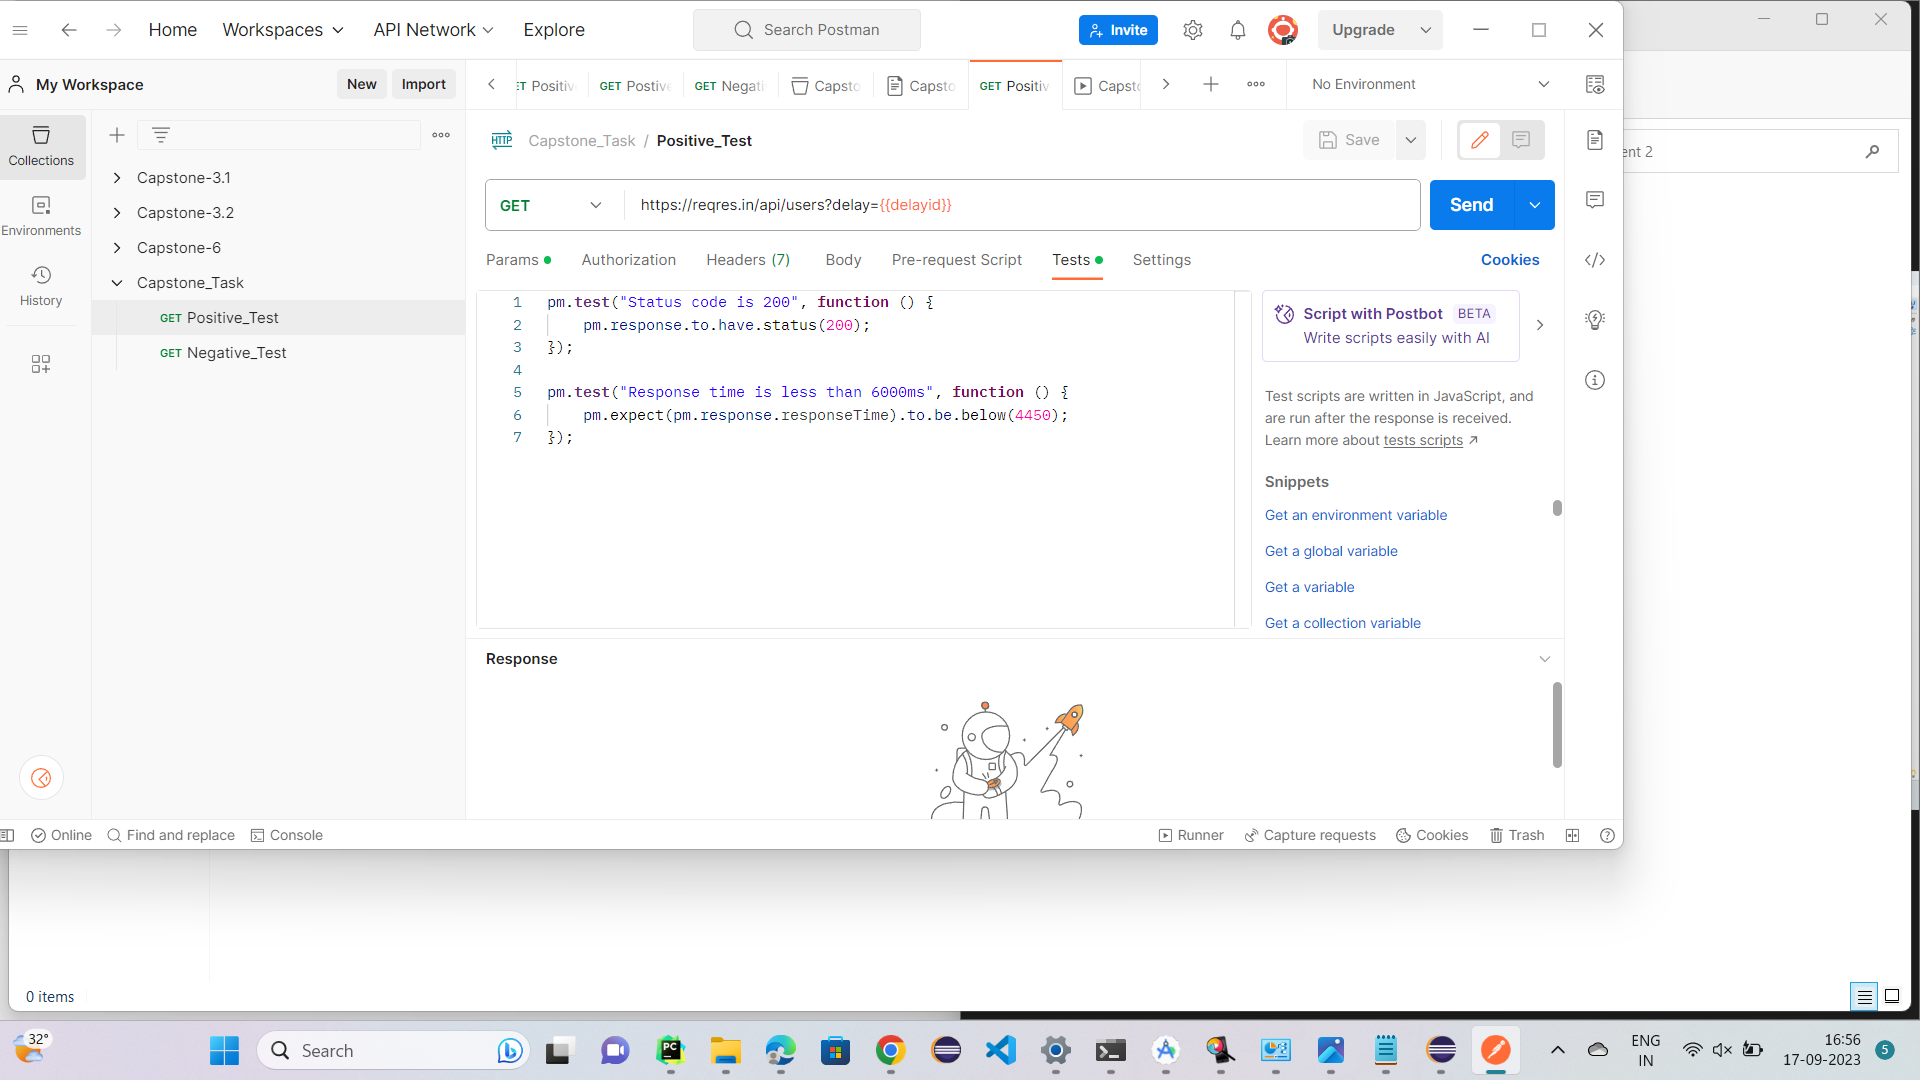 Home
Workspaces
API Network
Explore
Search Postman
Invite
Upgrade
My Workspace
New
Import
ET Positiv
GET Postive
GET Negati
Capsto
Capsto
GET Positiv
Capsto
No Environment
Collections
Environments
History
Capstone-3.1
Capstone-3.2
Capstone-6
Capstone_Task
GET Positive_Test
GET Negative_Test
HTTP Capstone_Task / Positive_Test
Save
GET
https://reqres.in/api/users?delay={{delayid}}
Send
Params
Authorization
Headers (7)
Body
Pre-request Script
Tests
Settings
Cookies
1 pm.test("Status code is 200", function () {
2 pm.response.to.have.status(200);
3 });
4
5 pm.test("Response time is less than 6000ms", function () {
6 pm.expect(pm.response.responseTime).to.be.below(4450);
7 });
Script with Postbot BETA
Write scripts easily with AI
Test scripts are written in JavaScript, and
are run after the response is received.
Learn more about tests scripts
Snippets
Get an environment variable
Get a global variable
Get a variable
Get a collection variable
Response
Online
Find and replace
Console
Runner
Capture requests
Cookies
Trash
ent 2
0 items
32°
Search
PC
ENG
IN
16:56
17-09-2023
5